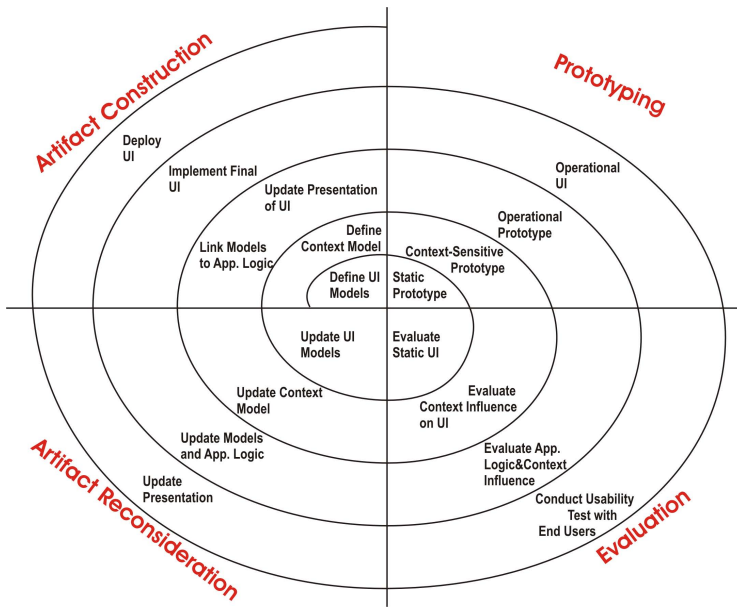 Artifact Construction
Prototyping
Deploy
UI
Implement Final
UI
Update Presentation
of UI
Link Models
to App. Logic
Define
Context Model
Define UI
Models
Static
Prototype
Context-Sensitive
Prototype
Operational
Prototype
Operational
UI
Update UI
Models
Evaluate
Static UI
Update Context
Model
Evaluate
Context Influence
on UI
Update Models
and App. Logic
Evaluate App.
Logic&Context
Influence
Update
Presentation
Conduct Usability
Test with
End Users
Artifact Reconsideration
Evaluation